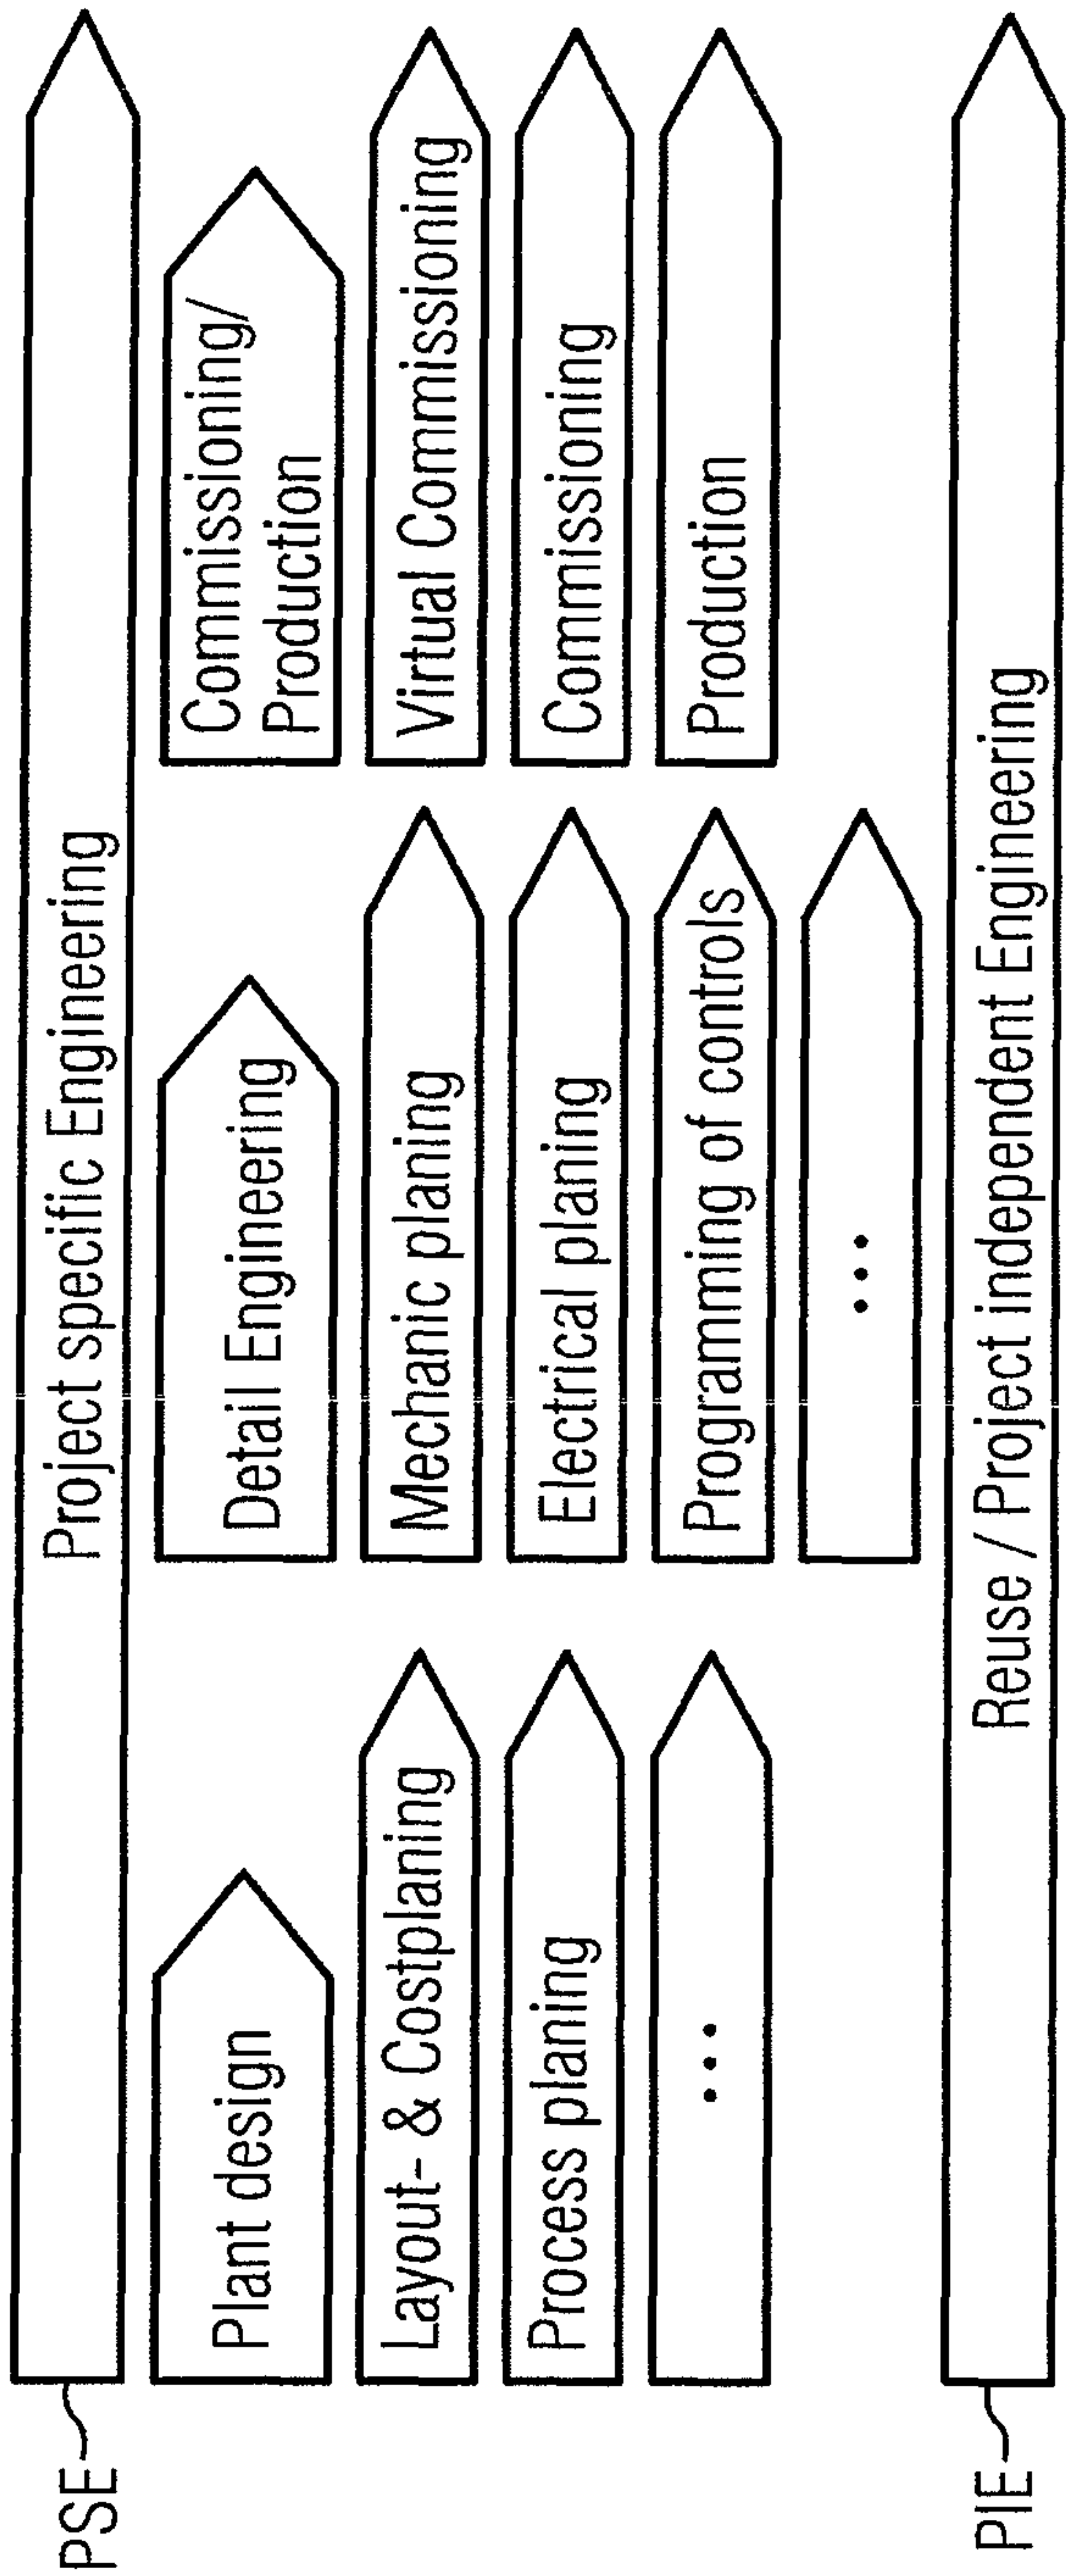 PSE
Project specific Engineering
Plant design
Layout- & Costplaning
Process planing
...
Detail Engineering
Mechanic planing
Electrical planing
Programming of controls
...
Commissioning/
Production
Virtual Commissioning
Commissioning
Production
PIE
Reuse / Project independent Engineering